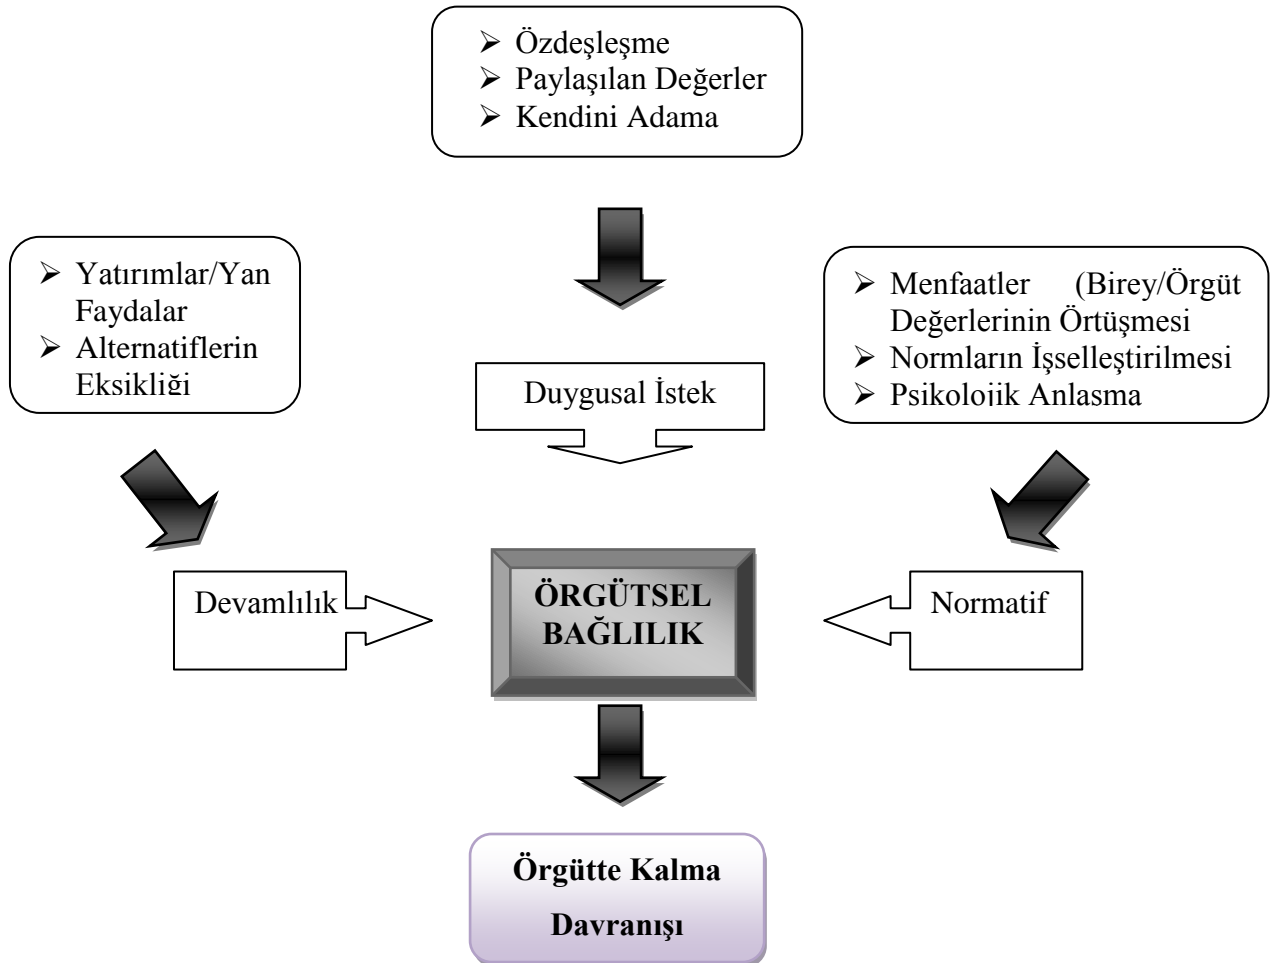 ➢ Özdeşleşme
➢ Paylaşılan Değerler
➢ Kendini Adama
➢ Yatırımlar/Yan
Faydalar
➢ Alternatiflerin
Eksikliği
➢ Menfaatler (Birey/Örgüt
Değerlerinin Örtüşmesi
➢ Normların İşselleştirilmesi
➢ Psikolojik Anlaşma
Duygusal İstek
Devamlılık
ÖRGÜTSEL
BAĞLILIK
Normatif
Örgütte Kalma
Davranışı